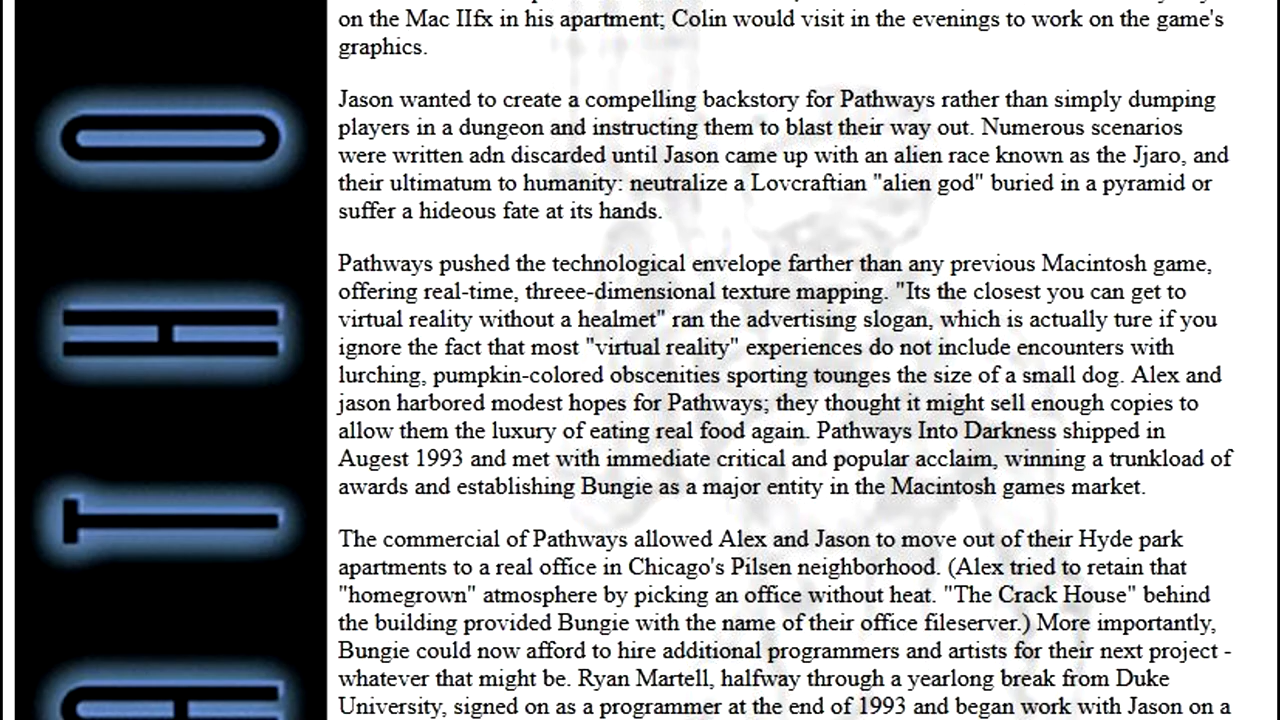 on the Mac IIfx in his apartment; Colin would visit in the evenings to work on the game's
graphics.
Jason wanted to create a compelling backstory for Pathways rather than simply dumping
players in a dungeon and instructing them to blast their way out. Numerous scenarios
were written adn discarded until Jason came up with an alien race known as the Jjaro, and
their ultimatum to humanity: neutralize a Lovcraftian "alien god" buried in a pyramid or
suffer a hideous fate at its hands.
Pathways pushed the technological envelope farther than any previous Macintosh game,
offering real-time, threee-dimensional texture mapping. "Its the closest you can get to
virtual reality without a healmet" ran the advertising slogan, which is actually ture if you
ignore the fact that most "virtual reality" experiences do not include encounters with
lurching, pumpkin-colored obscenities sporting tounges the size of a small dog. Alex and
jason harbored modest hopes for Pathways; they thought it might sell enough copies to
allow them the luxury of eating real food again. Pathways Into Darkness shipped in
Augest 1993 and met with immediate critical and popular acclaim, winning a trunkload of
awards and establishing Bungie as a major entity in the Macintosh games market.
The commercial of Pathways allowed Alex and Jason to move out of their Hyde park
apartments to a real office in Chicago's Pilsen neighborhood. (Alex tried to retain that
"homegrown" atmosphere by picking an office without heat. "The Crack House" behind
the building provided Bungie with the name of their office fileserver.) More importantly,
Bungie could now afford to hire additional programmers and artists for their next project -
whatever that might be. Ryan Martell, halfway through a yearlong break from Duke
University, signed on as a programmer at the end of 1993 and began work with Jason on a